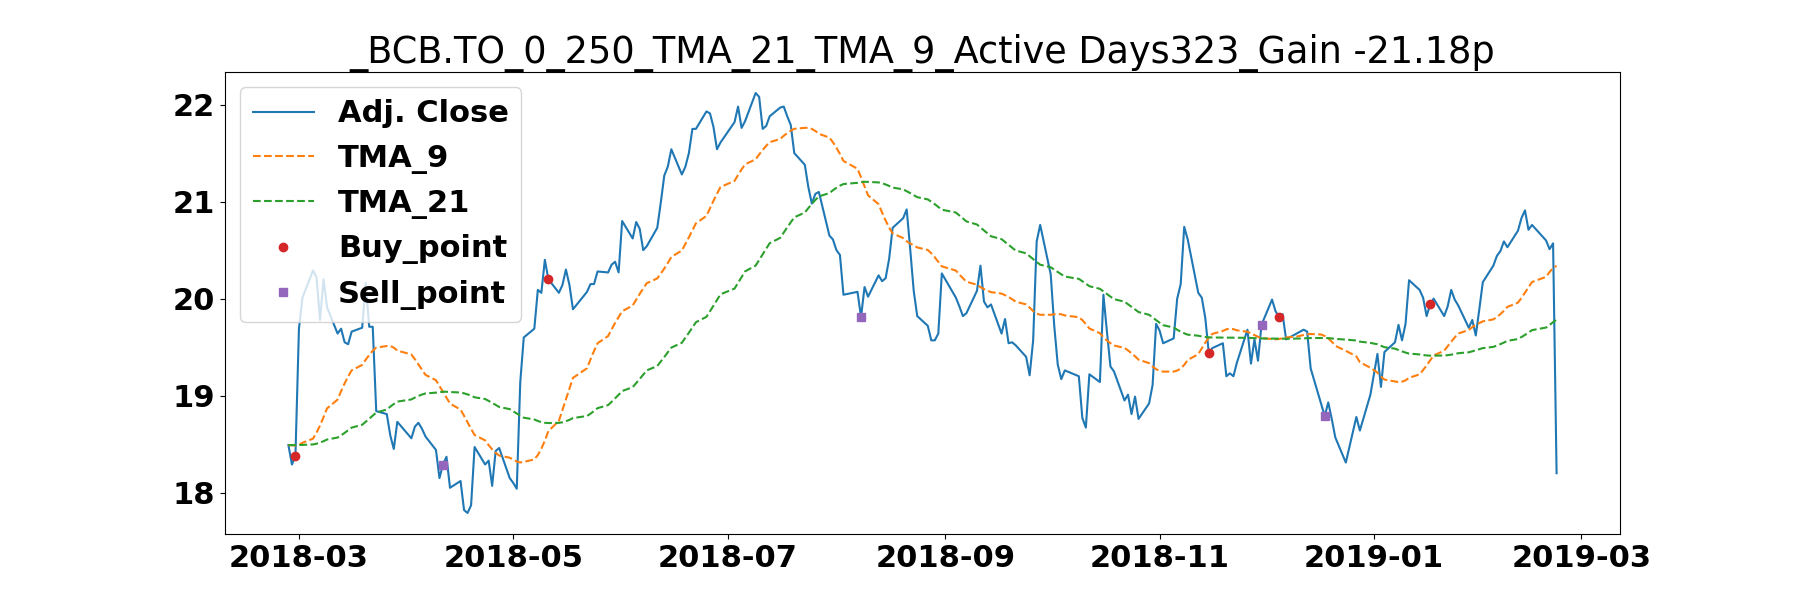 _BCB.TO_0_250_TMA_21_TMA_9_Active Days323_Gain -21.18p
22
21
20
19
18
Adj. Close
TMA_9
TMA_21
Buy_point
Sell_point
2018-03 2018-05 2018-07 2018-09 2018-11 2019-01 2019-03